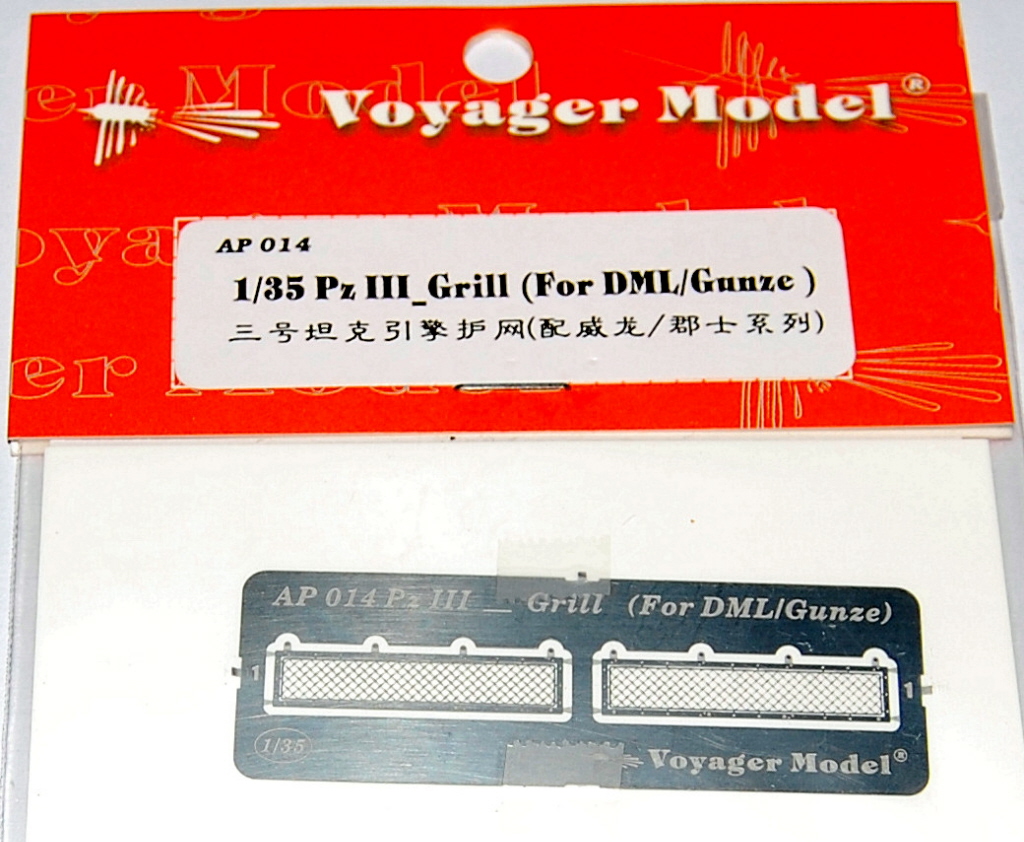 Voyager Model®
AP 014
1/35 Pz III_Grill (For DML/Gunze )
三号坦克引擎护网(配威龙/郡士系列)
AP 014 Pz III _ Grill (For DML/Gunze)
1
1
1/35
Voyager Model®